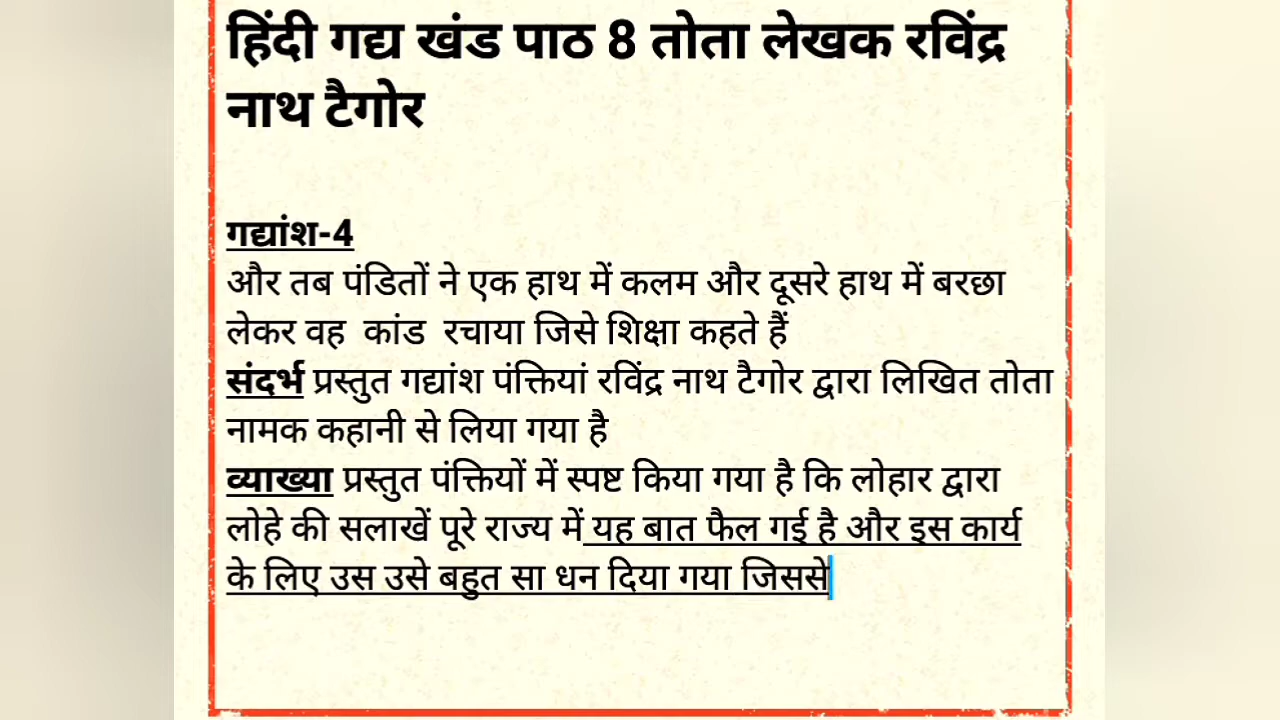 हिंदी गद्य खंड पाठ 8 तोता लेखक रविंद्र
नाथ टैगोर
गद्यांश-4
और तब पंडितों ने एक हाथ में कलम और दूसरे हाथ में बरछा
लेकर वह कांड रचाया जिसे शिक्षा कहते हैं
संदर्भ प्रस्तुत गद्यांश पंक्तियां रविंद्र नाथ टैगोर द्वारा लिखित तोता
नामक कहानी से लिया गया है
व्याख्या प्रस्तुत पंक्तियों में स्पष्ट किया गया है कि लोहार द्वारा
लोहे की सलाखें पूरे राज्य में यह बात फैल गई है और इस कार्य
के लिए उस उसे बहुत सा धन दिया गया जिससे